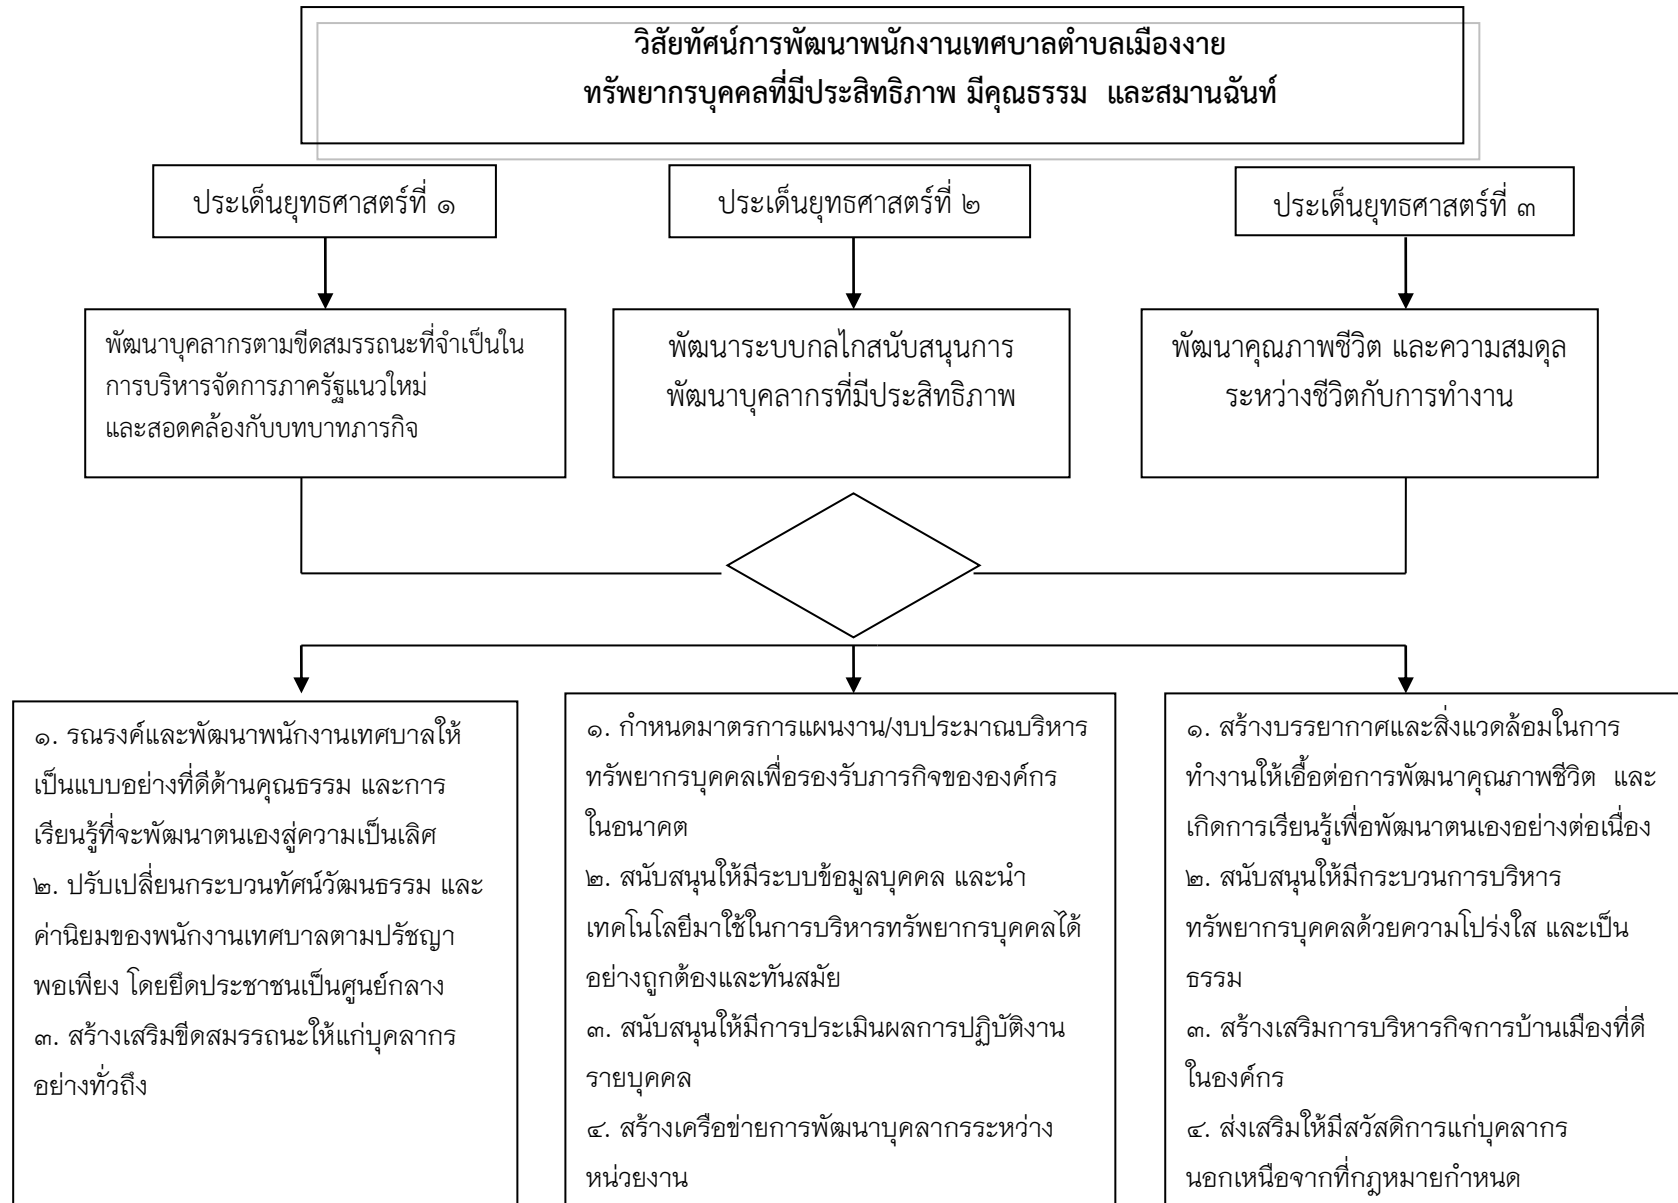 วิสัยทัศน์การพัฒนาพนักงานเทศบาลตำบลเมืองงาย
ทรัพยากรบุคคลที่มีประสิทธิภาพ มีคุณธรรม  และสมานฉันท์
ประเด็นยุทธศาสตร์ที่ ๑
ประเด็นยุทธศาสตร์ที่ ๒
ประเด็นยุทธศาสตร์ที่ ๓
พัฒนาบุคลากรตามขีดสมรรถนะที่จำเป็นใน
การบริหารจัดการภาครัฐแนวใหม่
และสอดคล้องกับบทบาทภารกิจ
พัฒนาระบบกลไกสนับสนุนการ
พัฒนาบุคลากรที่มีประสิทธิภาพ
พัฒนาคุณภาพชีวิต และความสมดุล
ระหว่างชีวิตกับการทำงาน
๑. รณรงค์และพัฒนาพนักงานเทศบาลให้
เป็นแบบอย่างที่ดีด้านคุณธรรม และการ
เรียนรู้ที่จะพัฒนาตนเองสู่ความเป็นเลิศ
๒. ปรับเปลี่ยนกระบวนทัศน์วัฒนธรรม และ
ค่านิยมของพนักงานเทศบาลตามปรัชญา
พอเพียง โดยยึดประชาชนเป็นศูนย์กลาง
๓. สร้างเสริมขีดสมรรถนะให้แก่บุคลากร
อย่างทั่วถึง
๑. กำหนดมาตรการแผนงาน/งบประมาณบริหาร
ทรัพยากรบุคคลเพื่อรองรับภารกิจขององค์กร
ในอนาคต
๒. สนับสนุนให้มีระบบข้อมูลบุคคล และนำ
เทคโนโลยีมาใช้ในการบริหารทรัพยากรบุคคลได้
อย่างถูกต้องและทันสมัย
๓. สนับสนุนให้มีการประเมินผลการปฏิบัติงาน
รายบุคคล
๔. สร้างเครือข่ายการพัฒนาบุคลากรระหว่าง
หน่วยงาน
๑. สร้างบรรยากาศและสิ่งแวดล้อมในการ
ทำงานให้เอื้อต่อการพัฒนาคุณภาพชีวิต  และ
เกิดการเรียนรู้เพื่อพัฒนาตนเองอย่างต่อเนื่อง
๒. สนับสนุนให้มีกระบวนการบริหาร
ทรัพยากรบุคคลด้วยความโปร่งใส และเป็น
ธรรม
๓. สร้างเสริมการบริหารกิจการบ้านเมืองที่ดี
ในองค์กร
๔. ส่งเสริมให้มีสวัสดิการแก่บุคลากร
นอกเหนือจากที่กฎหมายกำหนด